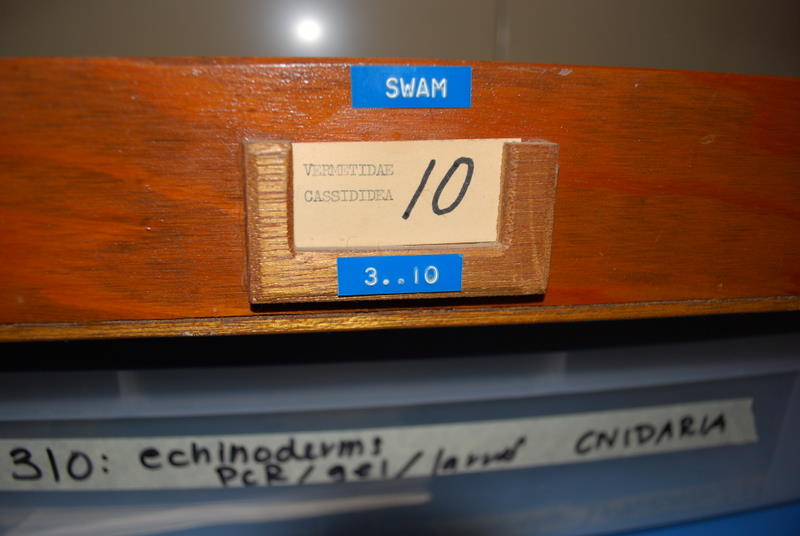 SWAM
VERMETIDAE
CASSIDIDEA
10
3..10
310: echinoderms CNIDARIA
PCR/gel/larvae